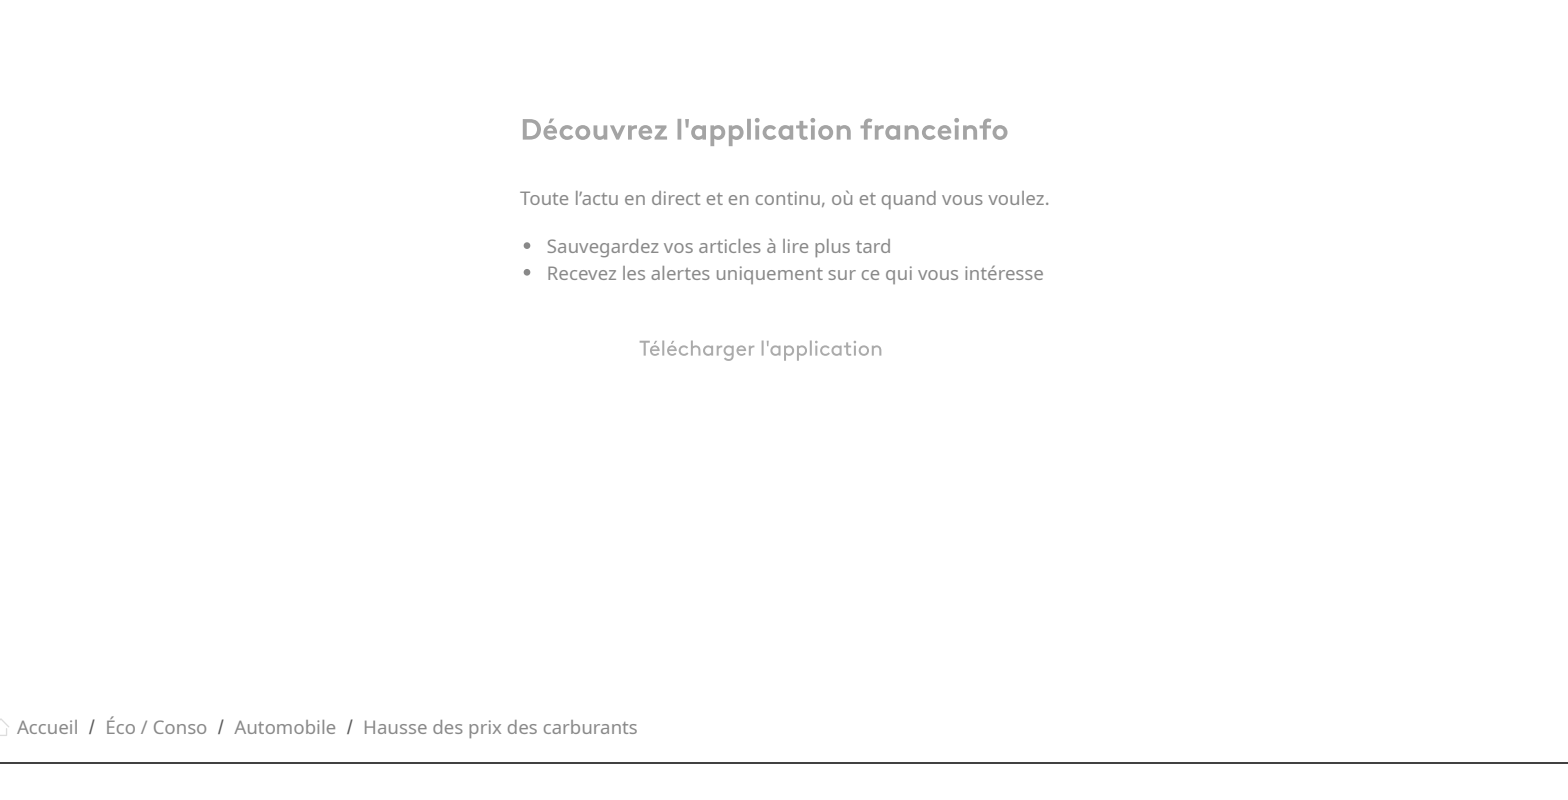 Découvrez l'application franceinfo
Toute l’actu en direct et en continu, où et quand vous voulez.
• Sauvegardez vos articles à lire plus tard
• Recevez les alertes uniquement sur ce qui vous intéresse
Télécharger l'application
Accueil / Éco / Conso / Automobile / Hausse des prix des carburants